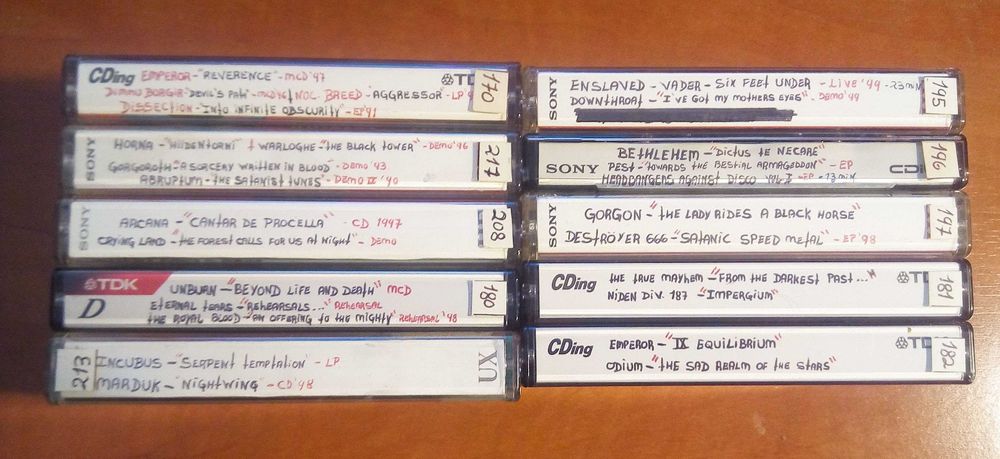 CDing EMPEROR - "REVERENCE" - MCD'97
DIMMU BORGIR "DEVIL'S PATH" - MCD'96 NOC. BREED - "AGGRESSOR" - LP'9
DISSECTION - "INTO INFINITE OBSCURITY" - EP'91
170
SONY
HORNA - "HIIDENTORNI" + WARLOGHE - "THE BLACK TOWER" - DEMO'96
GORGOROTH - "A SORCERY WRITTEN IN BLOOD" - DEMO'93
ABRUPTUM - "THE SATANIST TUNES" - DEMO II '90
217
SONY
ARCANA - "CANTAR DE PROCELLA" - CD 1997
CRYING LAND - "THE FOREST CALLS FOR US AT NIGHT" - DEMO
208
TDK
D
UNBURN - "BEYOND LIFE AND DEATH" MCD
ETERNAL TEARS - "REHEARSALS..." REHEARSAL
THE ROYAL BLOOD - "AN OFFERING TO THE MIGHTY" REHEARSAL'98
180
213
INCUBUS - "SERPENT TEMPTATION" - LP
MARDUK - "NIGHTWING" - CD'98
UX
SONY
ENSLAVED - VADER - SIX FEET UNDER - LIVE'99 - 23 MIN
DOWNTHROAT - "I'VE GOT MY MOTHERS EYES" - DEMO'99
195
SONY
BETHLEHEM - "DICTUS TE NECARE"
PEST - "TOWARDS THE BESTIAL ARMAGEDDON" - EP
HEADBANGERS AGAINST DISCO VOL-I - EP - 13 MIN
CDI
196
SONY
GORGON - "THE LADY RIDES A BLACK HORSE"
DESTRÖYER 666 - "SATANIC SPEED METAL" - EP'98
197
CDing
THE TRUE MAYHEM - "FROM THE DARKEST PAST..."
NIDEN DIV. 187 - "IMPERGIUM"
181
CDing
EMPEROR - "IX EQUILIBRIUM"
ODIUM - "THE SAD REALM OF THE STARS"
182